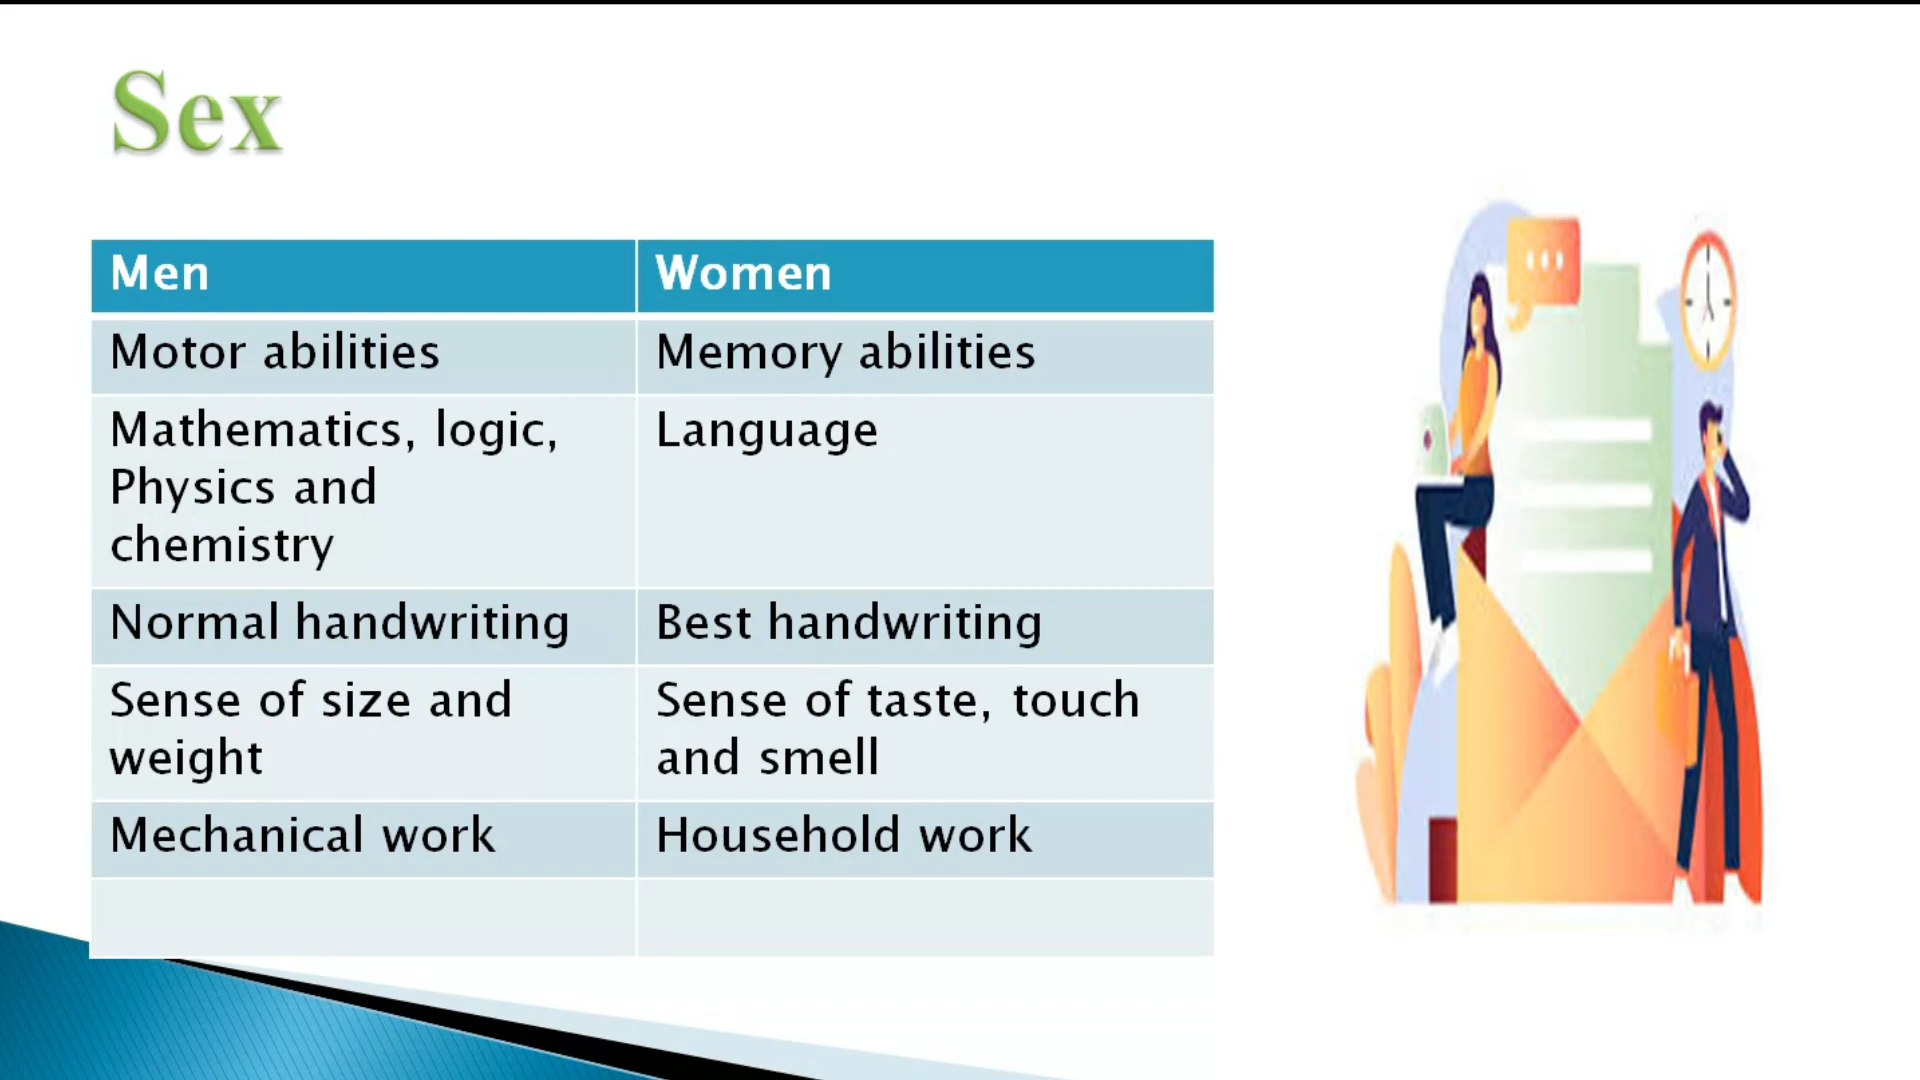 Sex
Men
Women
Motor abilities
Memory abilities
Mathematics, logic,
Physics and
chemistry
Language
Normal handwriting
Best handwriting
Sense of size and
weight
Sense of taste, touch
and smell
Mechanical work
Household work